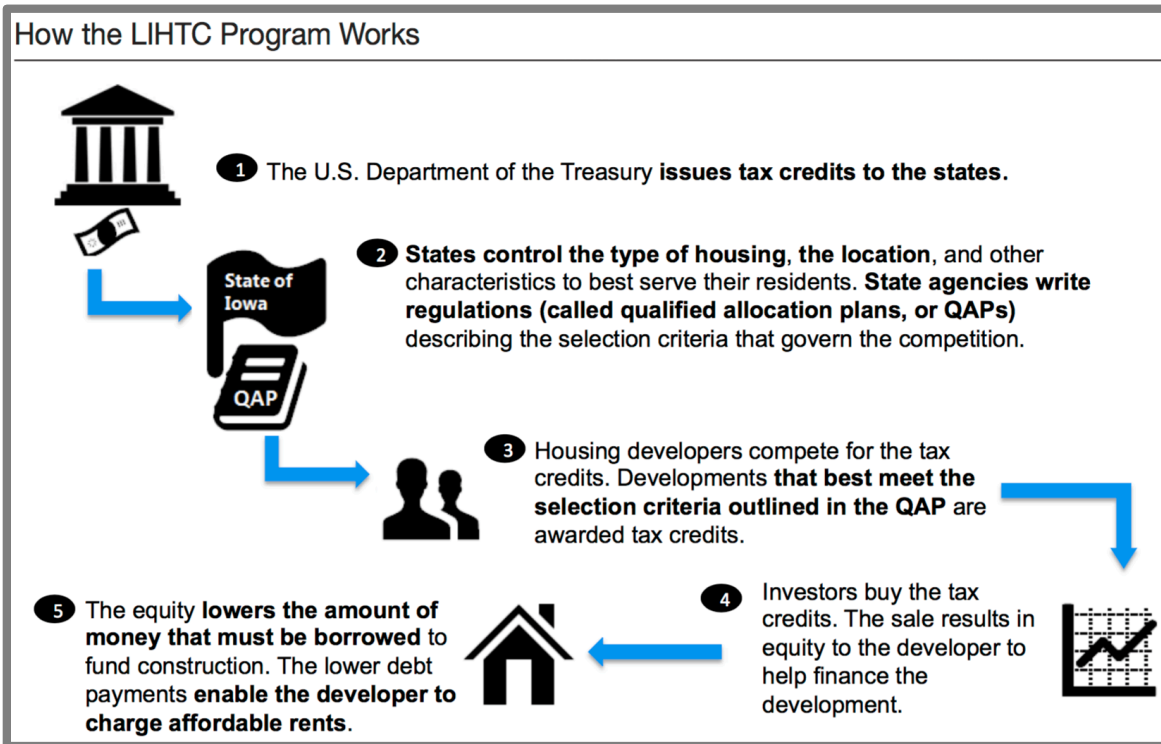 How the LIHTC Program Works
1 The U.S. Department of the Treasury issues tax credits to the states.
2 States control the type of housing, the location, and other
characteristics to best serve their residents. State agencies write
regulations (called qualified allocation plans, or QAPs)
describing the selection criteria that govern the competition.
State of
Iowa
QAP
3 Housing developers compete for the tax
credits. Developments that best meet the
selection criteria outlined in the QAP are
awarded tax credits.
4 Investors buy the tax
credits. The sale results in
equity to the developer to
help finance the
development.
5 The equity lowers the amount of
money that must be borrowed to
fund construction. The lower debt
payments enable the developer to
charge affordable rents.